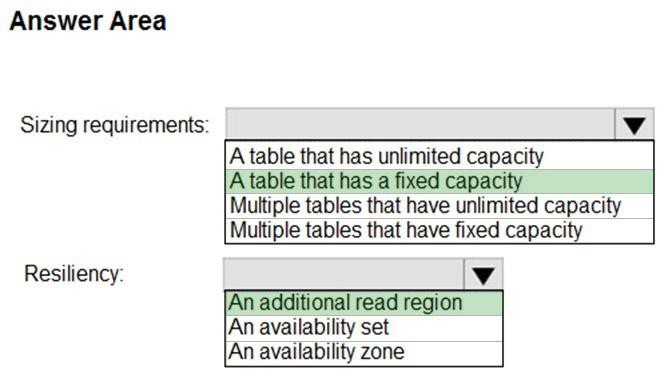 Answer Area
Sizing requirements:
A table that has unlimited capacity
A table that has a fixed capacity
Multiple tables that have unlimited capacity
Multiple tables that have fixed capacity
Resiliency:
An additional read region
An availability set
An availability zone